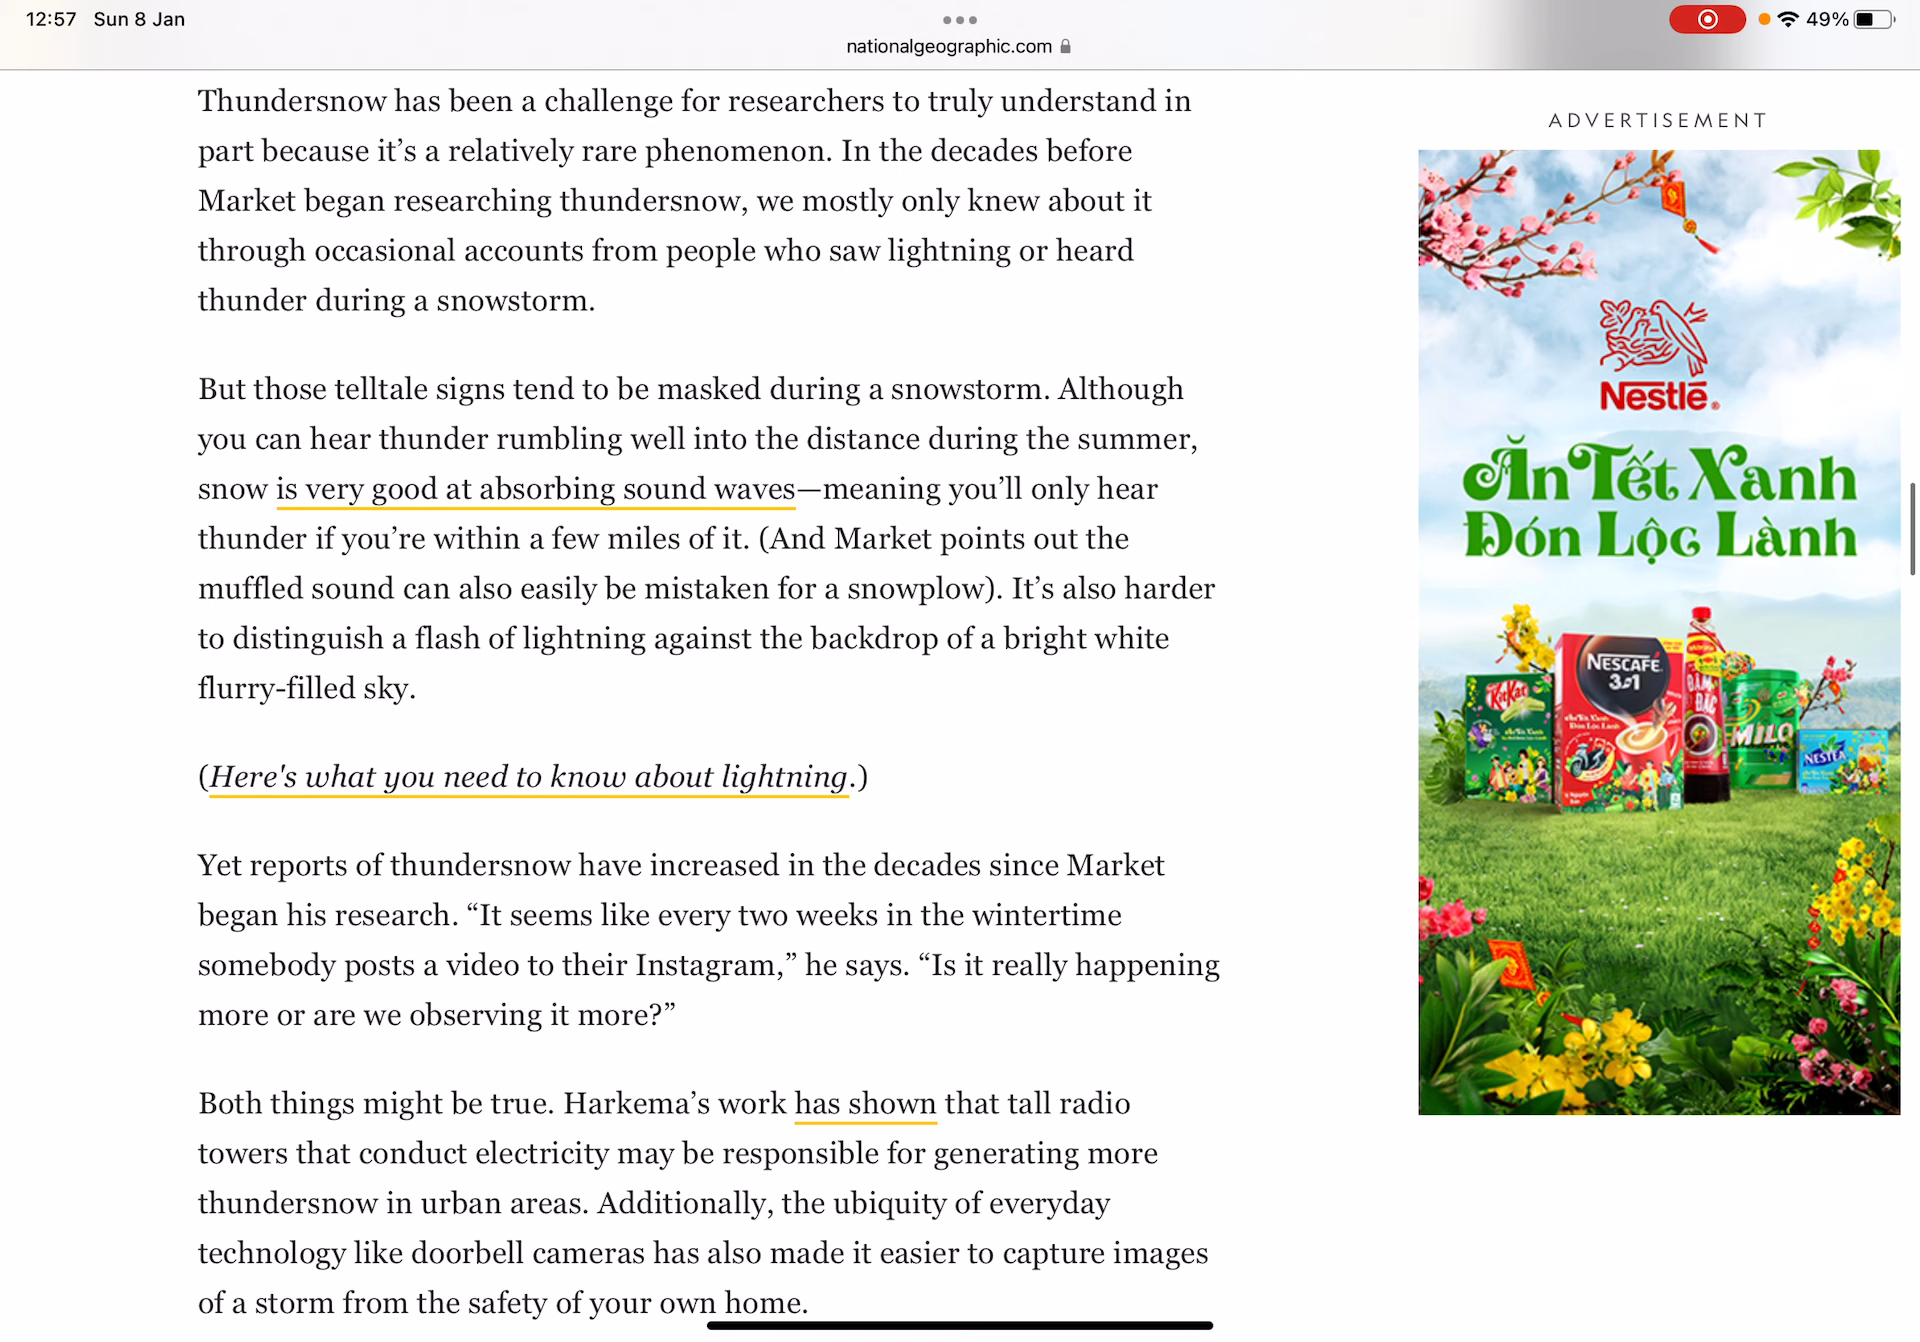 12:57 Sun 8 Jan
49%
nationalgeographic.com
Thundersnow has been a challenge for researchers to truly understand in
part because it’s a relatively rare phenomenon. In the decades before
Market began researching thundersnow, we mostly only knew about it
through occasional accounts from people who saw lightning or heard
thunder during a snowstorm.
But those telltale signs tend to be masked during a snowstorm. Although
you can hear thunder rumbling well into the distance during the summer,
snow is very good at absorbing sound waves—meaning you’ll only hear
thunder if you’re within a few miles of it. (And Market points out the
muffled sound can also easily be mistaken for a snowplow). It’s also harder
to distinguish a flash of lightning against the backdrop of a bright white
flurry-filled sky.
(Here's what you need to know about lightning.)
Yet reports of thundersnow have increased in the decades since Market
began his research. “It seems like every two weeks in the wintertime
somebody posts a video to their Instagram,” he says. “Is it really happening
more or are we observing it more?”
Both things might be true. Harkema’s work has shown that tall radio
towers that conduct electricity may be responsible for generating more
thundersnow in urban areas. Additionally, the ubiquity of everyday
technology like doorbell cameras has also made it easier to capture images
of a storm from the safety of your own home.
ADVERTISEMENT
Nestlé®
Ăn Tết Xanh
Đón Lộc Lành
KitKat
NESCAFÉ
3in1
Ăn Tết Xanh
Đón Lộc Lành
ĐẬM
ĐẶC
MILO
NESTEA